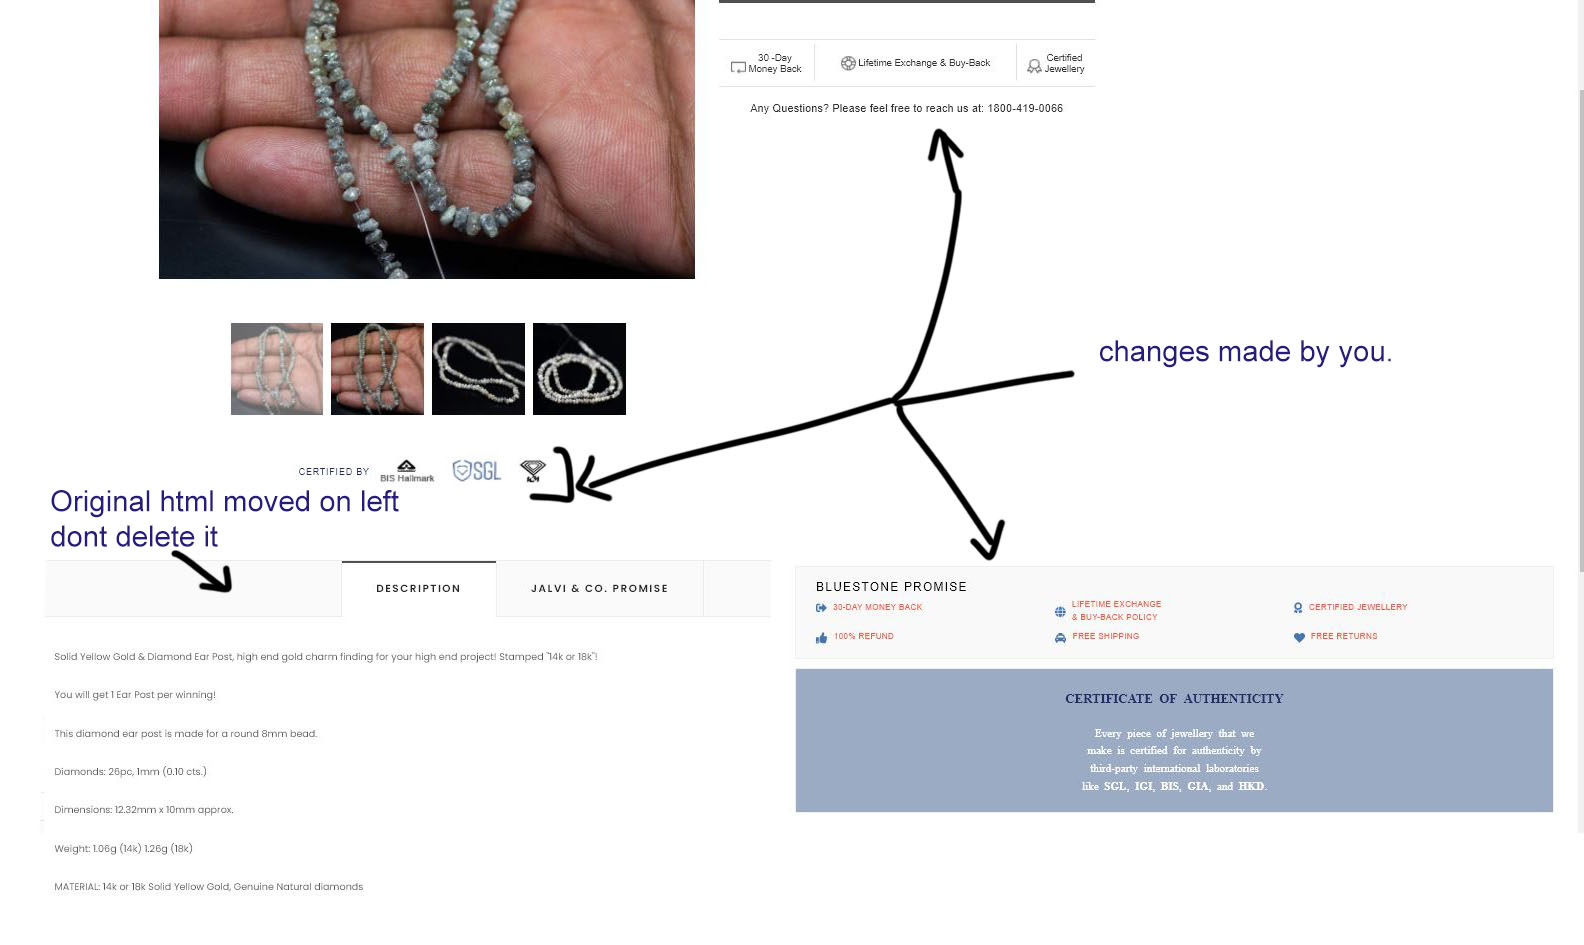 30 -Day
Money Back
Lifetime Exchange & Buy-Back
Certified
Jewellery
Any Questions? Please feel free to reach us at: 1800-419-0066
changes made by you.
CERTIFIED BY
BIS Hallmark
SGL
Original html moved on left
dont delete it
DESCRIPTION
JALVI & CO. PROMISE
Solid Yellow Gold & Diamond Ear Post, high end gold charm finding for your high end project! Stamped "14k or 18k"!
You will get 1 Ear Post per winning!
This diamond ear post is made for a round 8mm bead.
Diamonds: 26pc, 1mm (0.10 cts.)
Dimensions: 12.32mm x 10mm approx.
Weight: 1.06g (14k) 1.26g (18k)
MATERIAL: 14k or 18k Solid Yellow Gold, Genuine Natural diamonds
BLUESTONE PROMISE
30-DAY MONEY BACK
LIFETIME EXCHANGE
& BUY-BACK POLICY
CERTIFIED JEWELLERY
100% REFUND
FREE SHIPPING
FREE RETURNS
CERTIFICATE OF AUTHENTICITY
Every piece of jewellery that we
make is certified for authenticity by
third-party international laboratories
like SGL, IGI, BIS, GIA, and HKD.